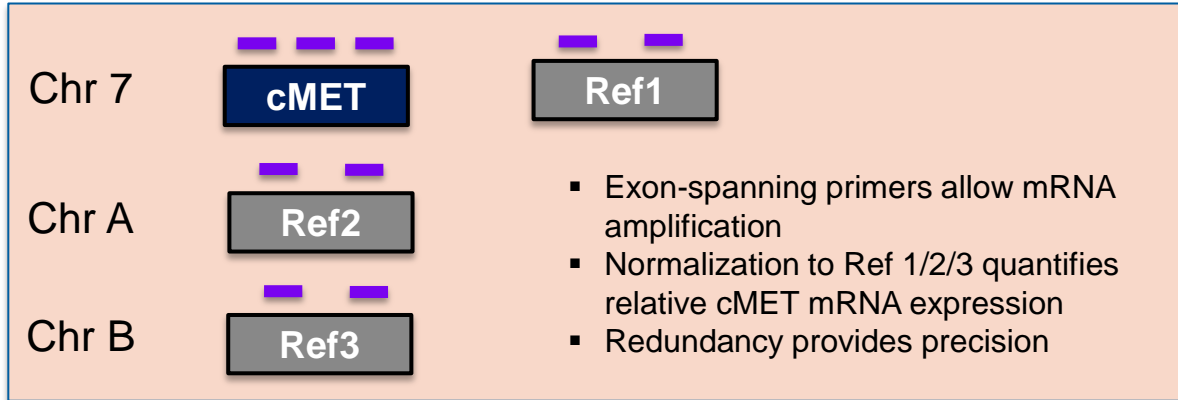 Chr 7
cMET
Ref1
Chr A
Ref2
Chr B
Ref3
▪ Exon-spanning primers allow mRNA
amplification
▪ Normalization to Ref 1/2/3 quantifies
relative cMET mRNA expression
▪ Redundancy provides precision